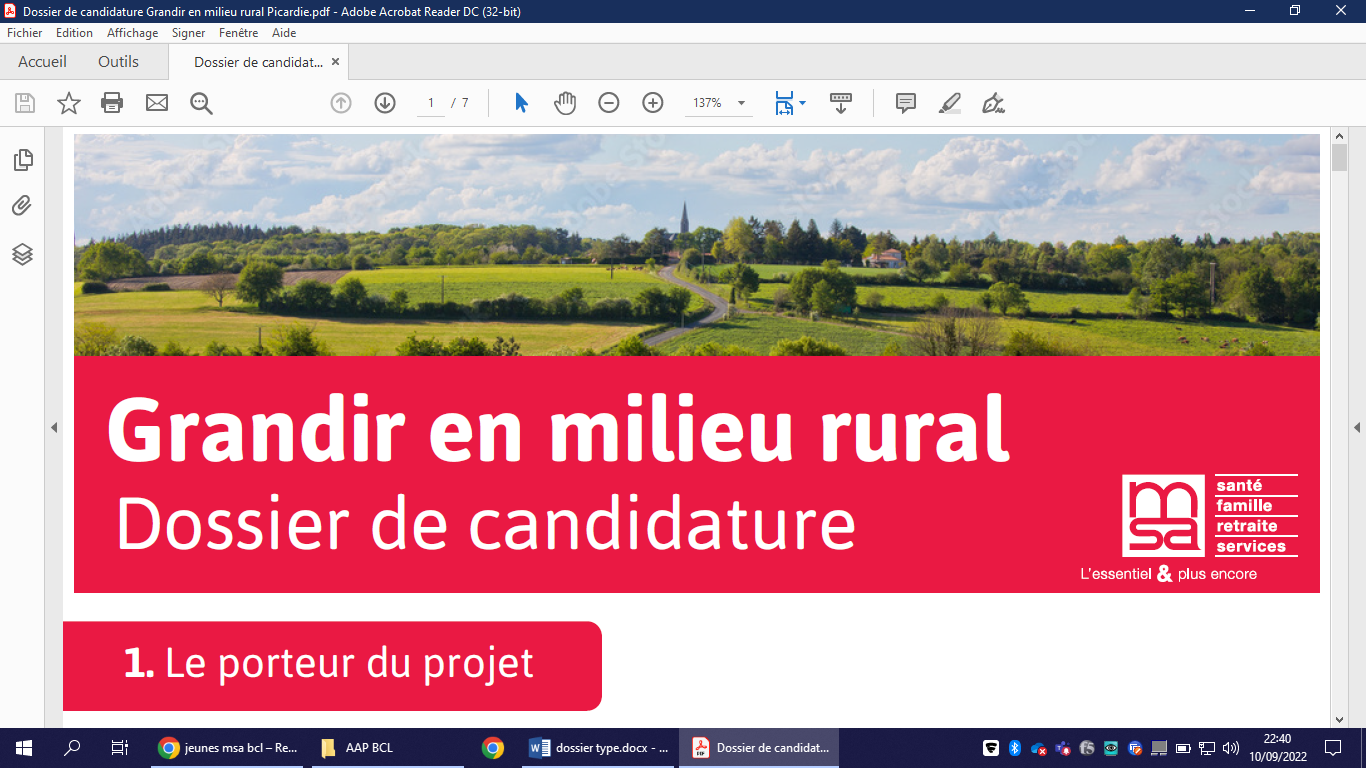 Dossier de candidature Grandir en milieu rural Picardie.pdf - Adobe Acrobat Reader DC (32-bit)
Fichier Edition Affichage Signer Fenêtre Aide
Accueil Outils Dossier de candidat... ×
1 / 7 137%
Grandir en milieu rural
Dossier de candidature
msa
santé
famille
retraite
services
L'essentiel & plus encore
1. Le porteur du projet
jeunes msa bcl – Re... AAP BCL dossier type.docx - ... Dossier de candidat...
22:40
10/09/2022